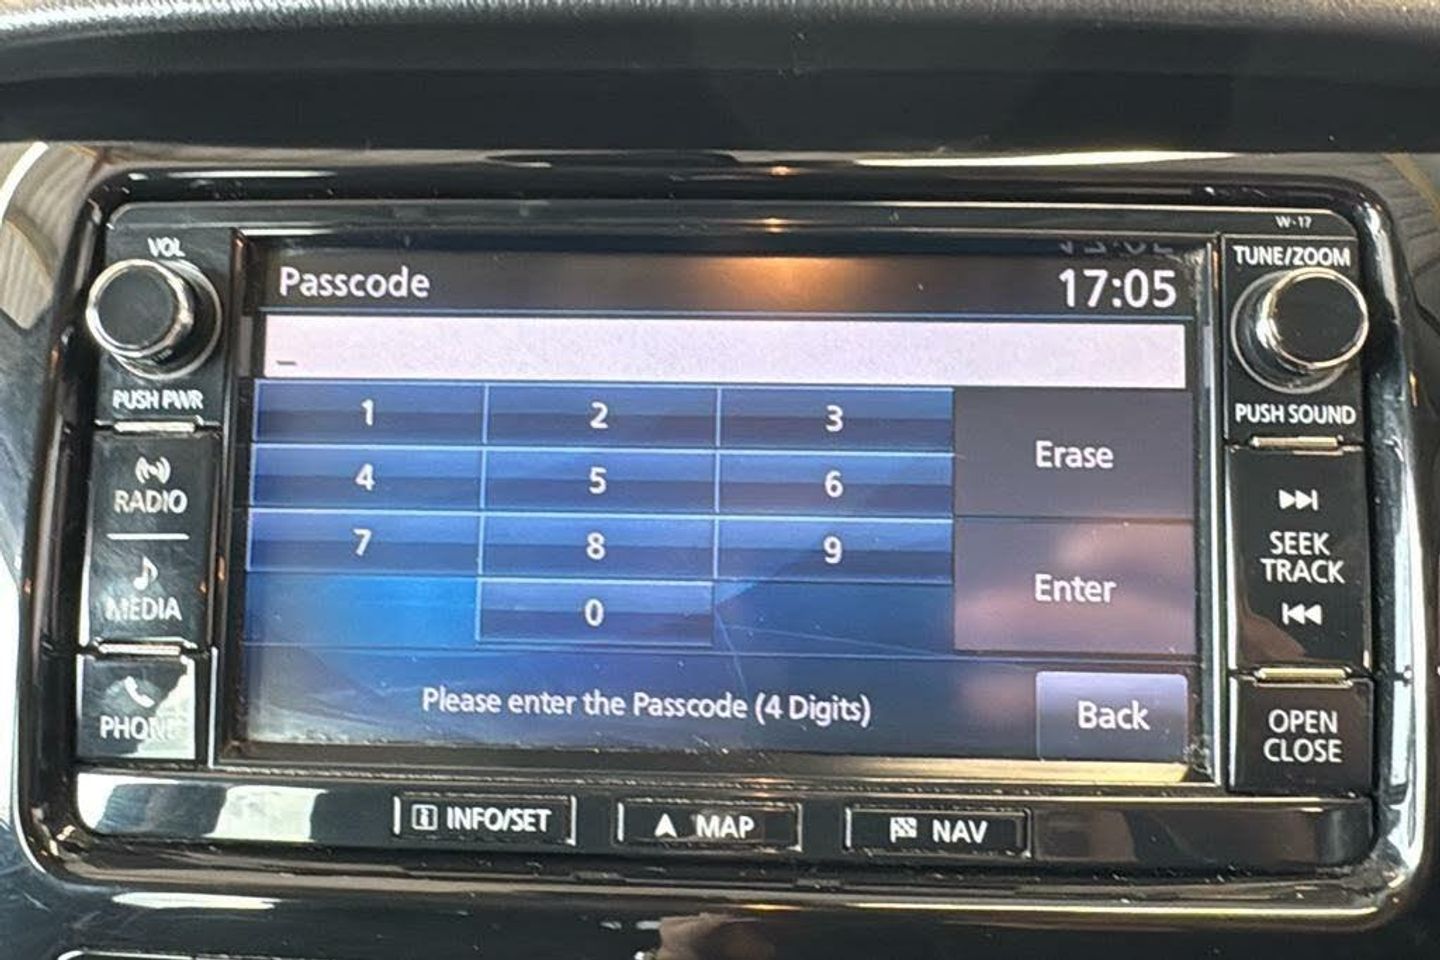 W-17
VOL
TUNE/ZOOM
Passcode
17:05
PUSH PWR
PUSH SOUND
1 2 3
Erase
4 5 6
RADIO
7 8 9
SEEK
TRACK
Enter
MEDIA
0
Please enter the Passcode (4 Digits)
Back
PHONE
OPEN
CLOSE
INFO/SET
MAP
NAV